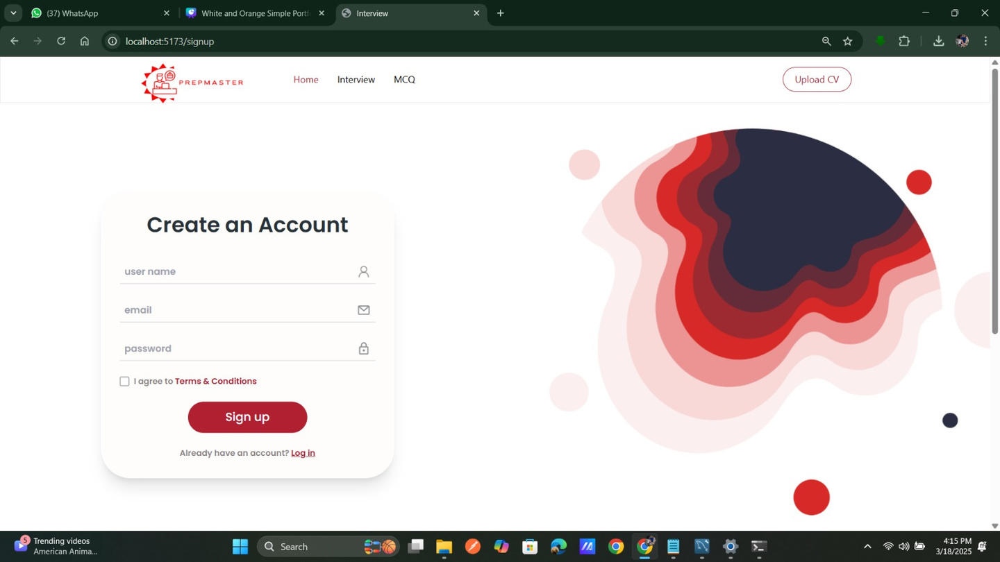 (37) WhatsApp
White and Orange Simple Portf
Interview
localhost:5173/signup
PREPMASTER
Home
Interview
MCQ
Upload CV
Create an Account
user name
email
password
I agree to Terms & Conditions
Sign up
Already have an account? Log in
5
Trending videos
American Anima...
Search
4:15 PM
3/18/2025